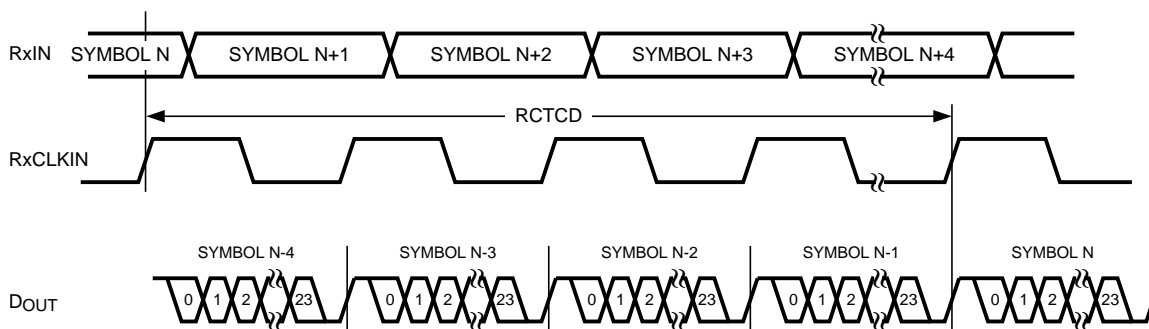 RxIN SYMBOL N SYMBOL N+1 SYMBOL N+2 SYMBOL N+3 SYMBOL N+4
RCTCD
RxCLKIN
SYMBOL N-4 SYMBOL N-3 SYMBOL N-2 SYMBOL N-1 SYMBOL N
DOUT 0 1 2 23 0 1 2 23 0 1 2 23 0 1 2 23 0 1 2 23